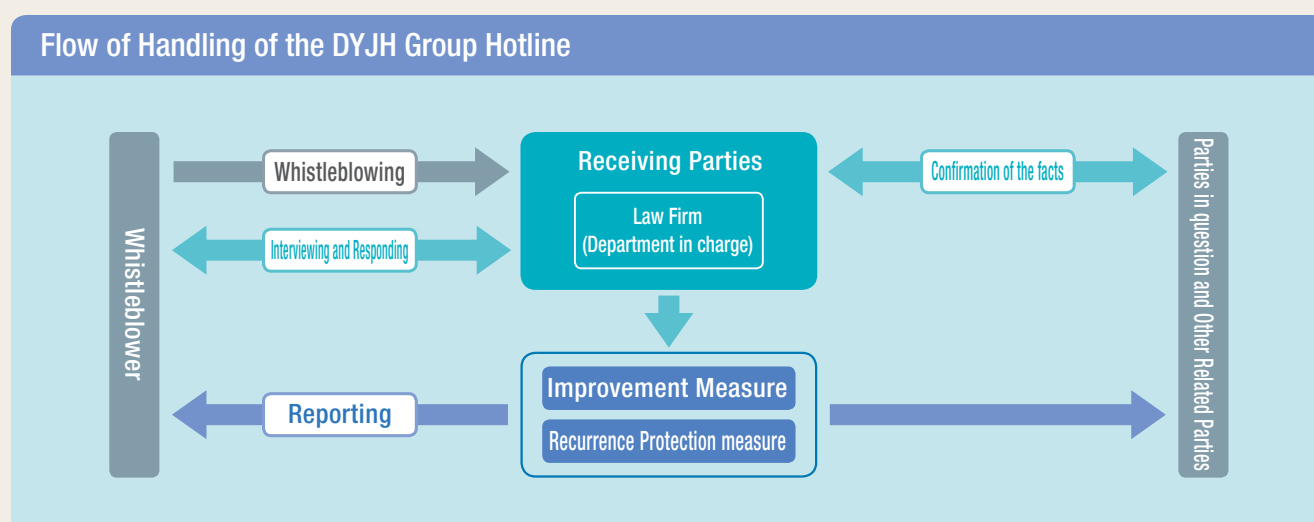 Flow of Handling of the DYJH Group Hotline
Whistleblower
Whistleblowing
Interviewing and Responding
Receiving Parties
Law Firm
(Department in charge)
Confirmation of the facts
Parties in question and Other Related Parties
Reporting
Improvement Measure
Recurrence Protection measure